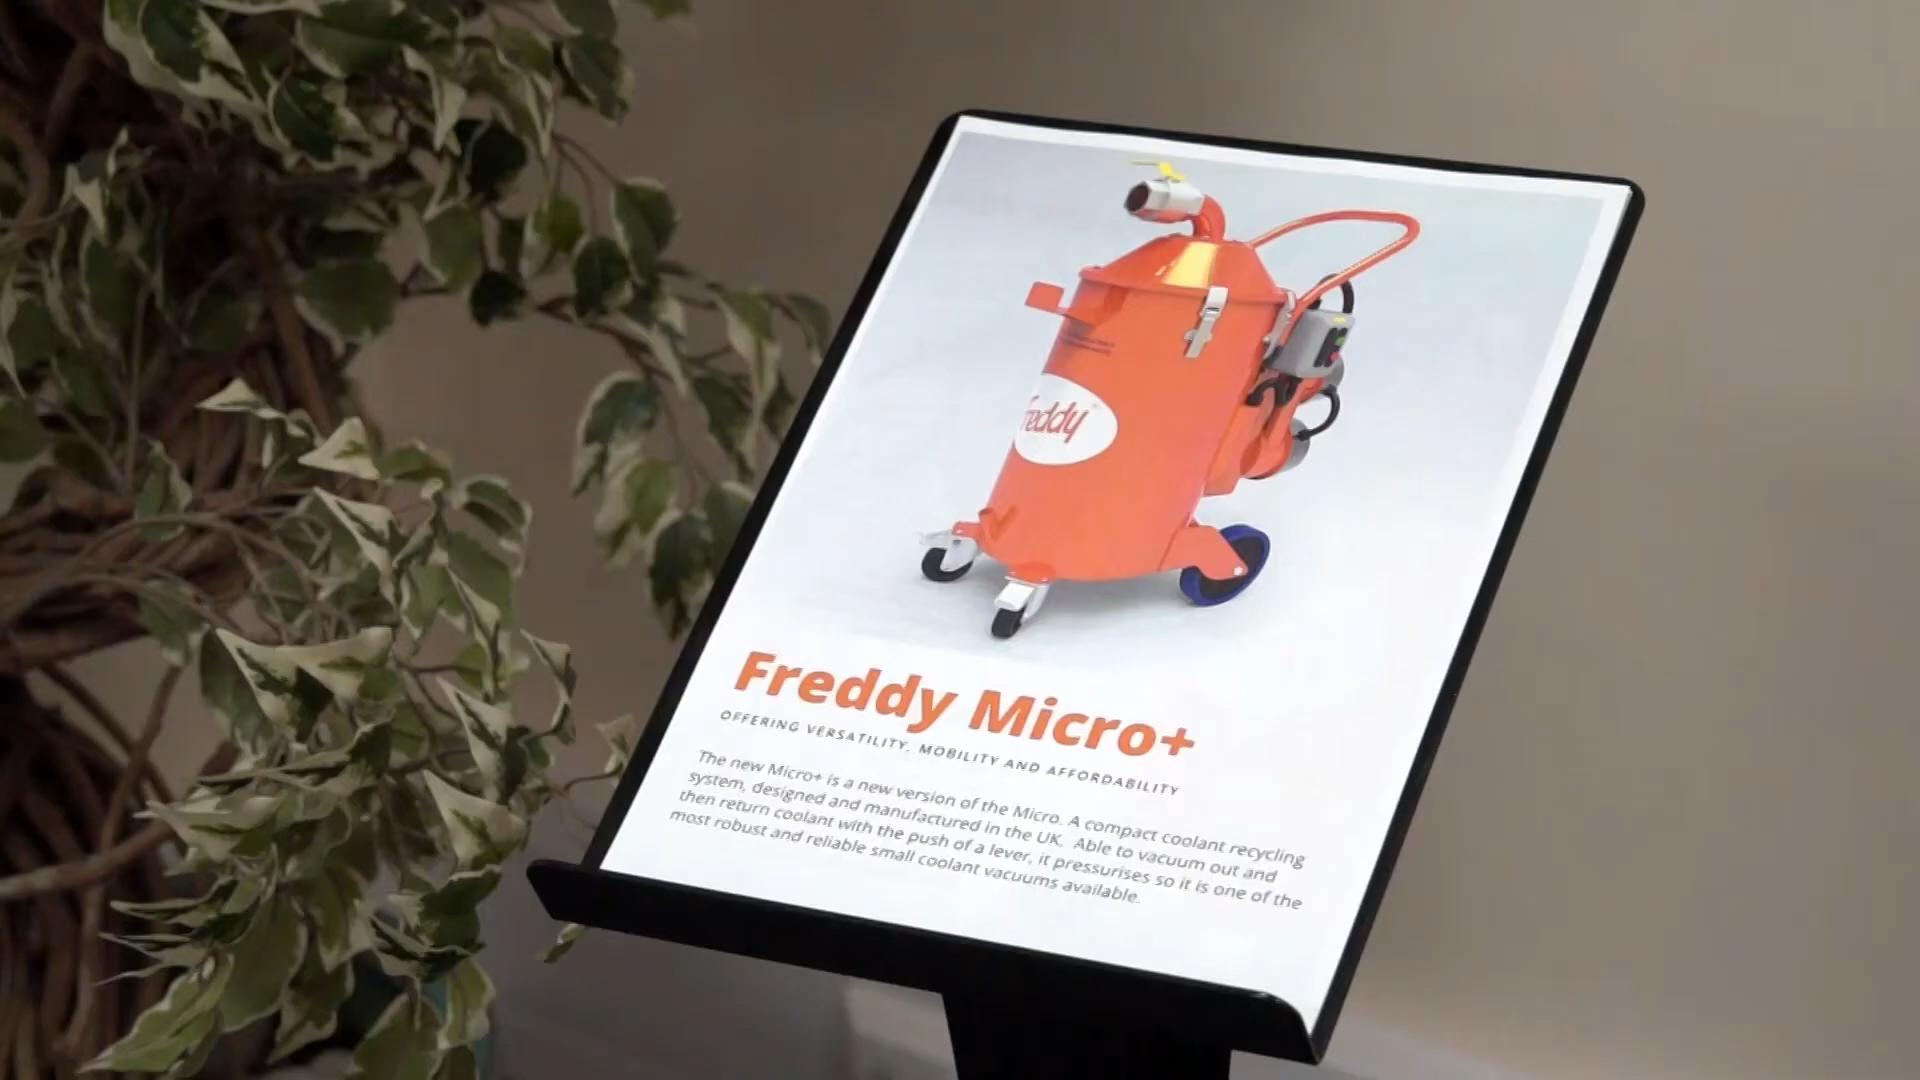 freddy
Freddy Micro+
OFFERING VERSATILITY, MOBILITY AND AFFORDABILITY
The new Micro+ is a new version of the Micro. A compact coolant recycling
system, designed and manufactured in the UK. Able to vacuum out and
then return coolant with the push of a lever, it pressurises so it is one of the
most robust and reliable small coolant vacuums available.